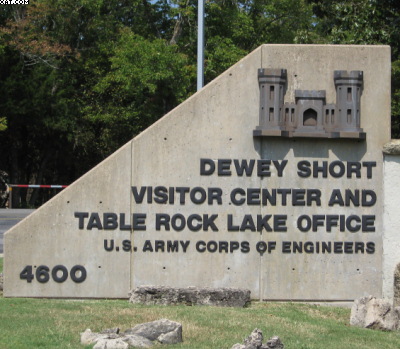 DEWEY SHORT
VISITOR CENTER AND
TABLE ROCK LAKE OFFICE
U.S. ARMY CORPS OF ENGINEERS
4600